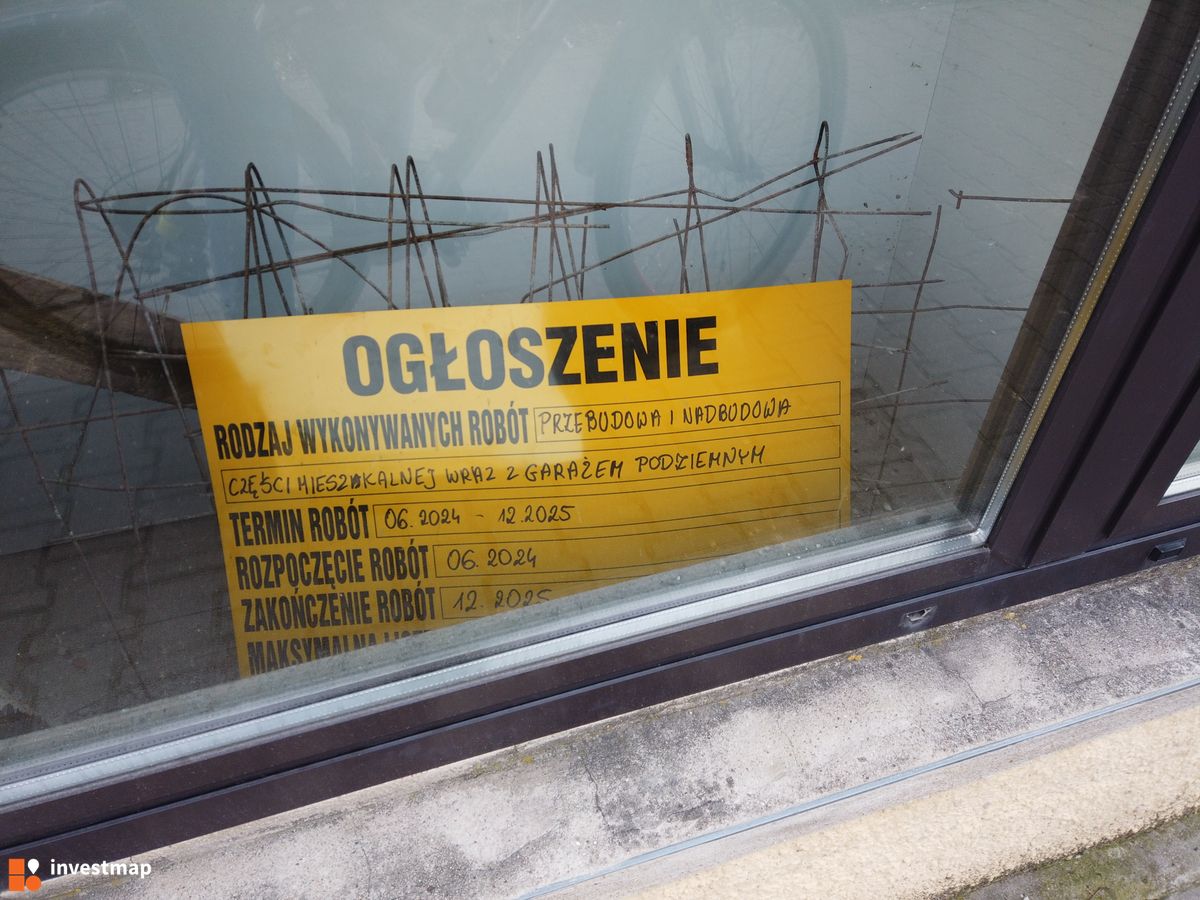 OGŁOSZENIE
RODZAJ WYKONYWANYCH ROBÓT PRZEBUDOWA I NADBUDOWA
CZĘŚCI MIESZKALNEJ WRAZ Z GARAŻEM PODZIEMNYM
TERMIN ROBÓT 06.2024 - 12.2025
ROZPOCZĘCIE ROBÓT 06.2024
ZAKOŃCZENIE ROBÓT 12.2025
MAKSYMALNA
investmap